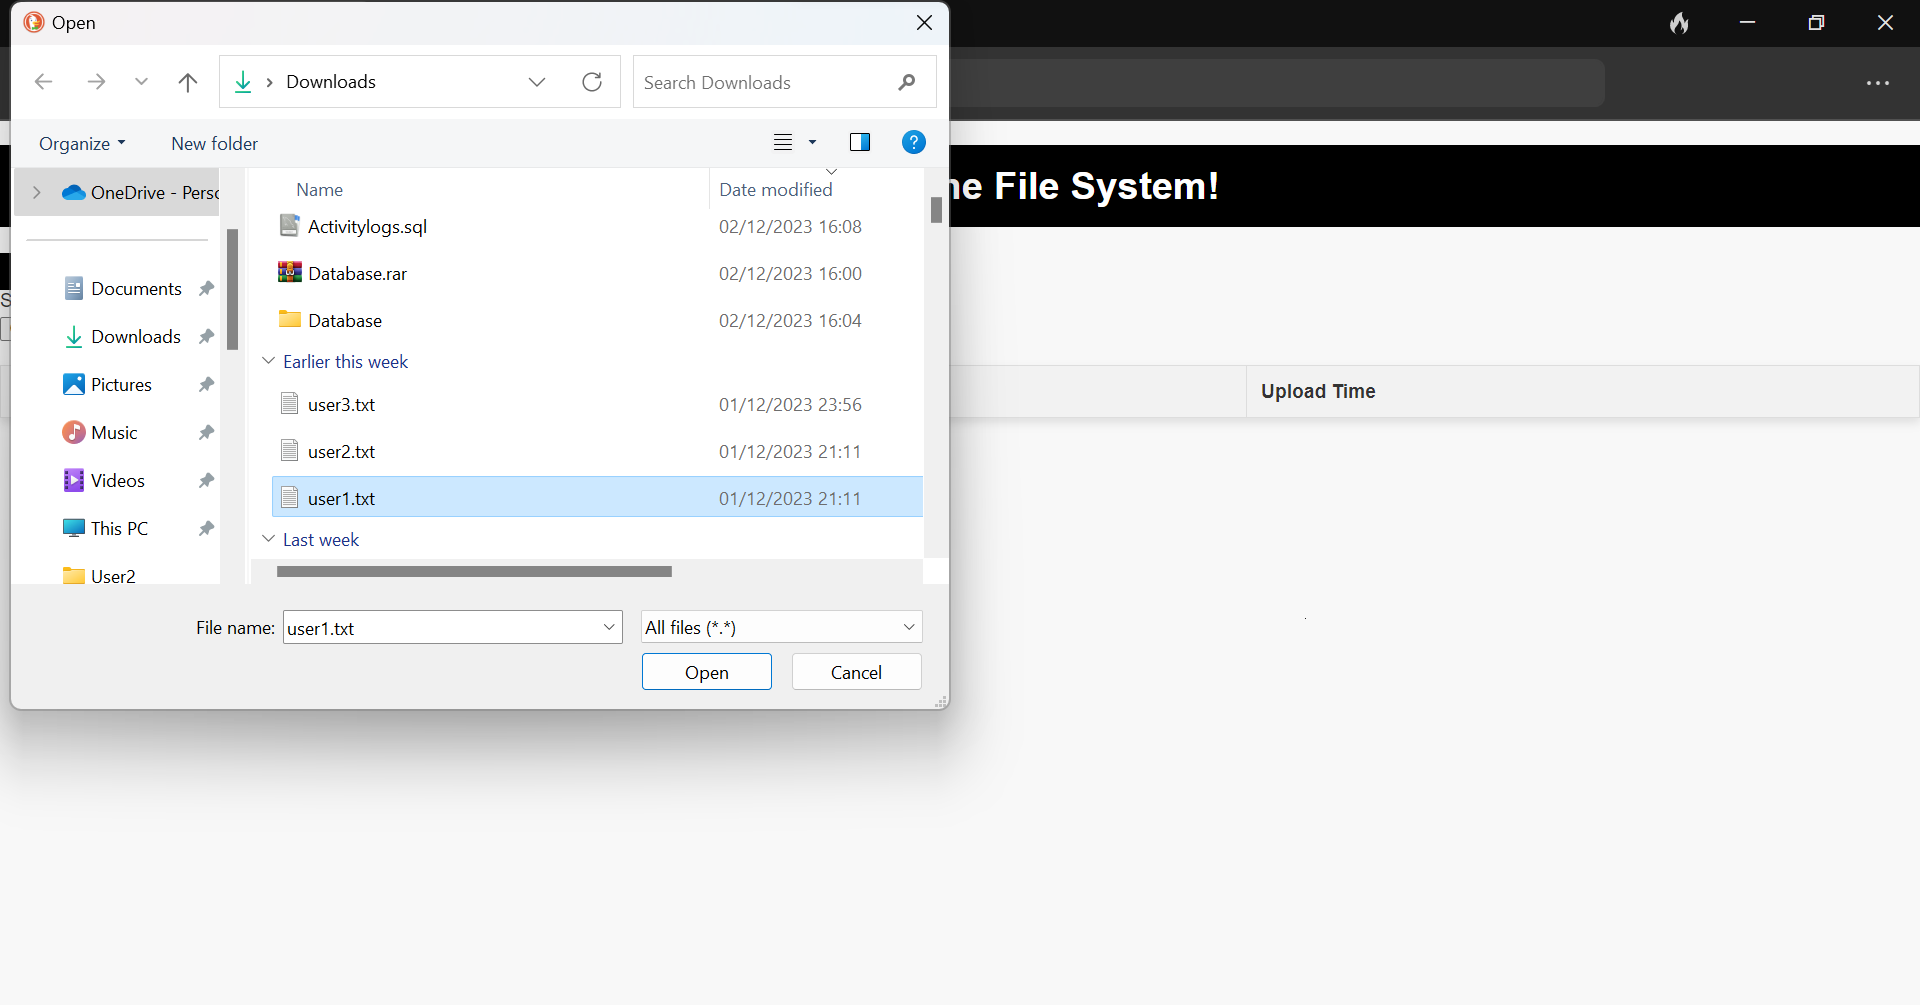 Open
Downloads
Search Downloads
Organize
New folder
?
OneDrive - Pers
Name
Date modified
ne File System!
Activitylogs.sql
02/12/2023 16:08
Database.rar
02/12/2023 16:00
Documents
S
Database
02/12/2023 16:04
Downloads
Earlier this week
Pictures
user3.txt
01/12/2023 23:56
Upload Time
Music
user2.txt
01/12/2023 21:11
Videos
user1.txt
01/12/2023 21:11
This PC
Last week
User2
File name:
user1.txt
All files (*.*)
Open
Cancel